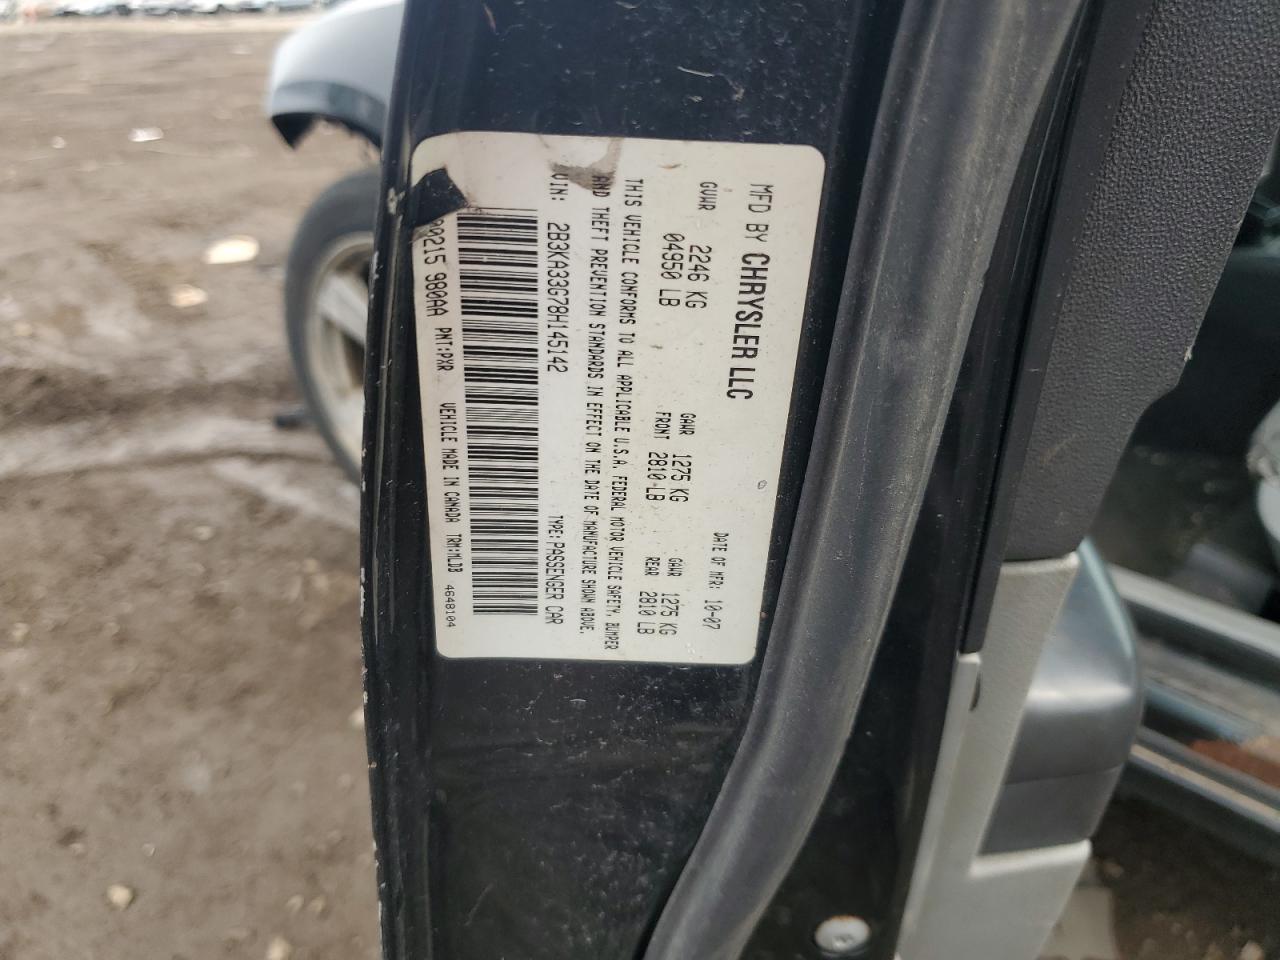 MFD BY CHRYSLER LLC
DATE OF MFR: 10-07
GVWR 2246 KG
04950 LB
GAWR FRONT 1275 KG
2810 LB
GAWR REAR 1275 KG
2810 LB
THIS VEHICLE CONFORMS TO ALL APPLICABLE U.S.A. FEDERAL MOTOR VEHICLE SAFETY, BUMPER
AND THEFT PREVENTION STANDARDS IN EFFECT ON THE DATE OF MANUFACTURE SHOWN ABOVE.
VIN: 2B3KA33G78H145142 TYPE: PASSENGER CAR
00215 980AA PNT:PXR VEHICLE MADE IN CANADA TRM:MLDB 4648104